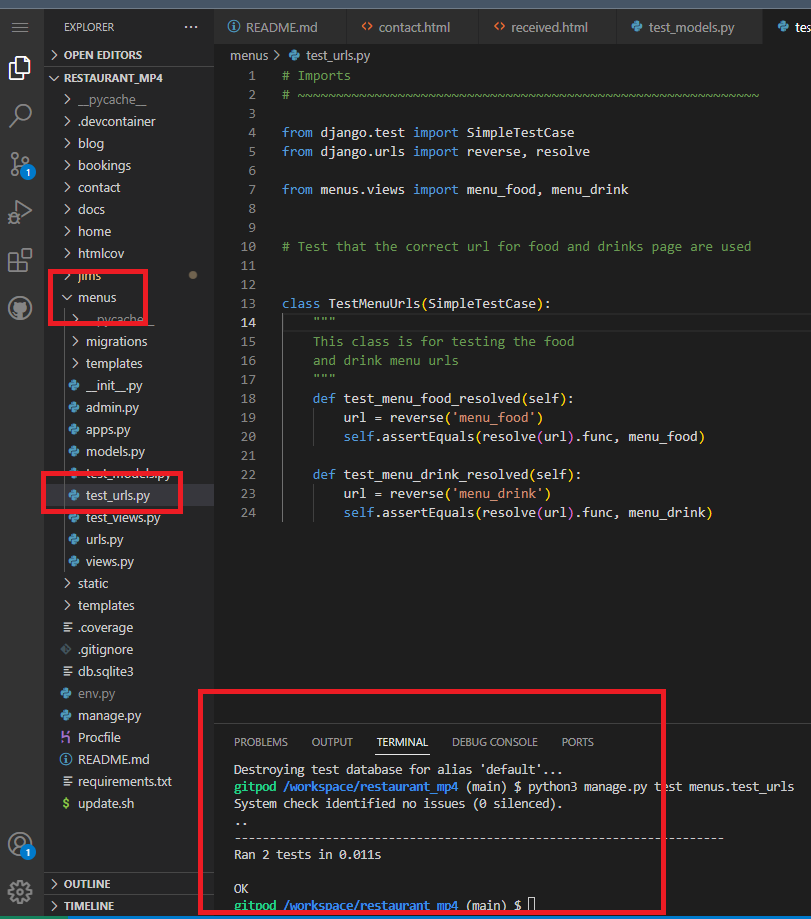 EXPLORER
OPEN EDITORS
RESTAURANT_MP4
__pycache__
.devcontainer
blog
bookings
contact
docs
home
htmlcov
jims
menus
__pycache__
migrations
templates
__init__.py
admin.py
apps.py
models.py
test_models.py
test_urls.py
test_views.py
urls.py
views.py
static
templates
.coverage
.gitignore
db.sqlite3
env.py
manage.py
Procfile
README.md
requirements.txt
update.sh
OUTLINE
TIMELINE
1
1
README.md contact.html received.html test_models.py tes
menus > test_urls.py
1 # Imports
2 # ~~~~~~~~~~~~~~~~~~~~~~~~~~~~~~~~~~~~~~~~~~~~~~~~~~~~~~~~~~~~
3
4 from django.test import SimpleTestCase
5 from django.urls import reverse, resolve
6
7 from menus.views import menu_food, menu_drink
8
9
10 # Test that the correct url for food and drinks page are used
11
12
13 class TestMenuUrls(SimpleTestCase):
14 """
15 This class is for testing the food
16 and drink menu urls
17 """
18 def test_menu_food_resolved(self):
19 url = reverse('menu_food')
20 self.assertEquals(resolve(url).func, menu_food)
21
22 def test_menu_drink_resolved(self):
23 url = reverse('menu_drink')
24 self.assertEquals(resolve(url).func, menu_drink)
PROBLEMS OUTPUT TERMINAL DEBUG CONSOLE PORTS
Destroying test database for alias 'default'...
gitpod /workspace/restaurant_mp4 (main) $ python3 manage.py test menus.test_urls
System check identified no issues (0 silenced).
..
----------------------------------------------------------------------
Ran 2 tests in 0.011s
OK
gitpod /workspace/restaurant_mp4 (main) $